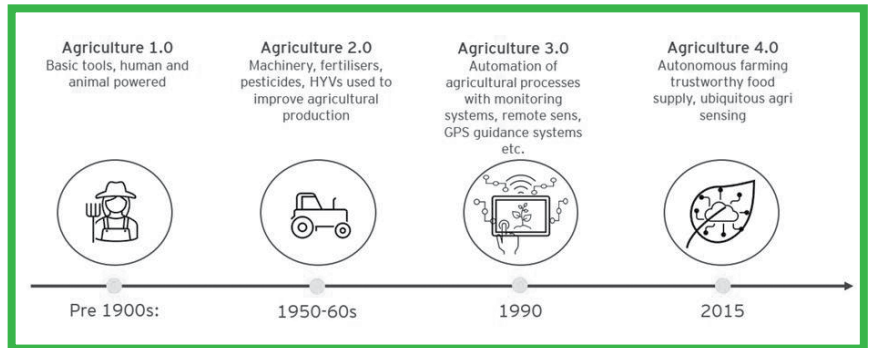 Agriculture 1.0
Basic tools, human and
animal powered
Agriculture 2.0
Machinery, fertilisers,
pesticides, HYVs used to
improve agricultural
production
Agriculture 3.0
Automation of
agricultural processes
with monitoring
systems, remote sens,
GPS guidance systems
etc.
Agriculture 4.0
Autonomous farming
trustworthy food
supply, ubiquitous agri
sensing
Pre 1900s:
1950-60s
1990
2015